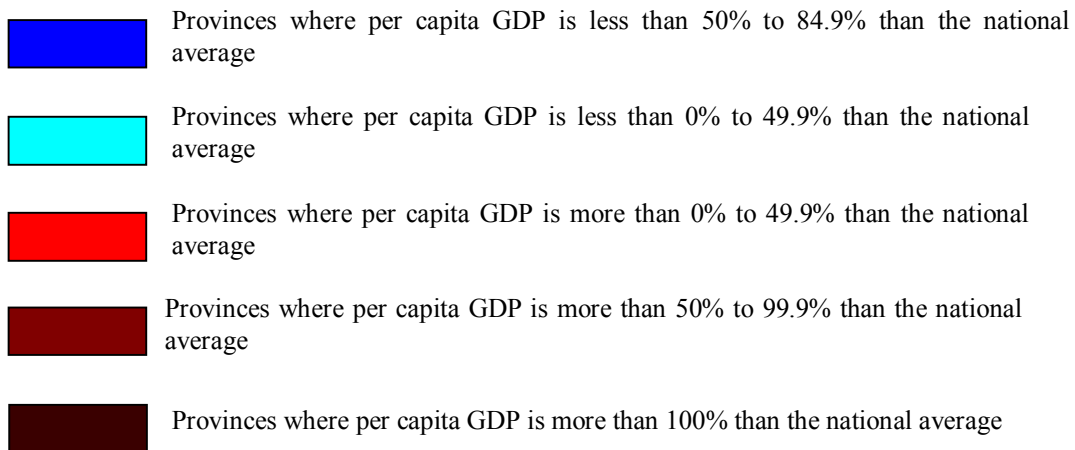 Provinces where per capita GDP is less than 50% to 84.9% than the national
average
Provinces where per capita GDP is less than 0% to 49.9% than the national
average
Provinces where per capita GDP is more than 0% to 49.9% than the national
average
Provinces where per capita GDP is more than 50% to 99.9% than the national
average
Provinces where per capita GDP is more than 100% than the national average